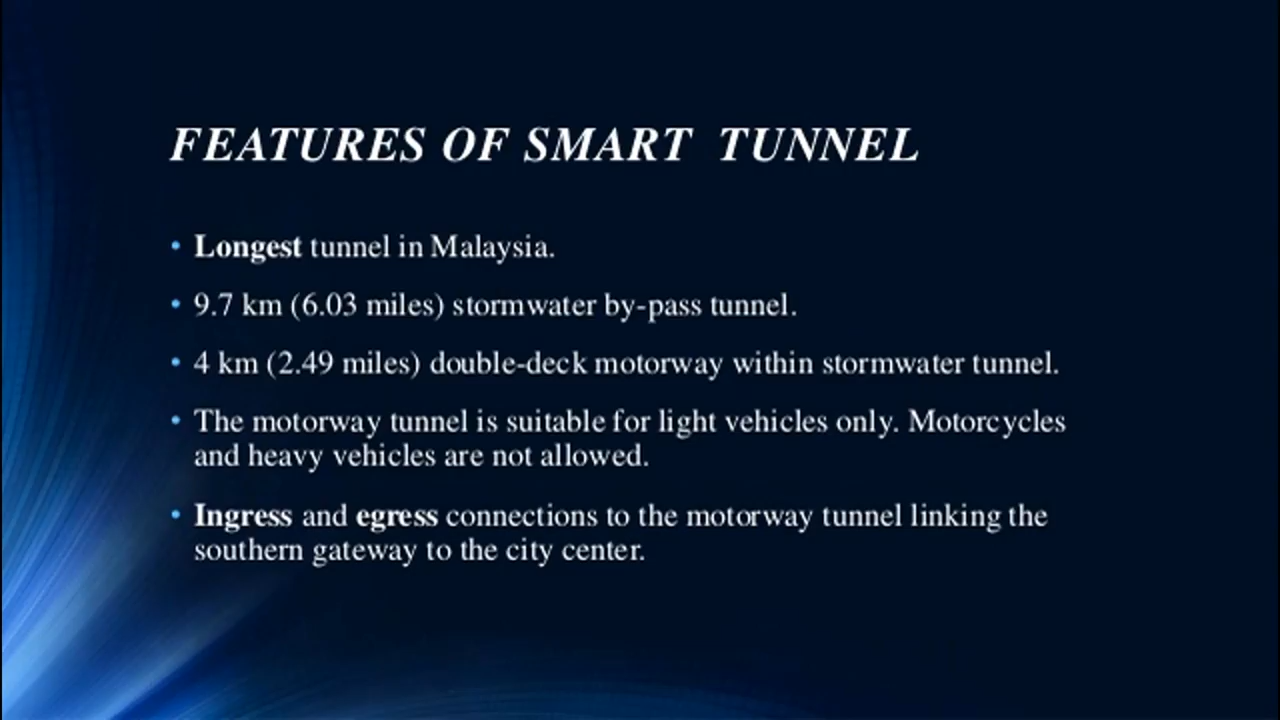 FEATURES OF SMART TUNNEL
• Longest tunnel in Malaysia.
• 9.7 km (6.03 miles) stormwater by-pass tunnel.
• 4 km (2.49 miles) double-deck motorway within stormwater tunnel.
• The motorway tunnel is suitable for light vehicles only. Motorcycles
and heavy vehicles are not allowed.
• Ingress and egress connections to the motorway tunnel linking the
southern gateway to the city center.